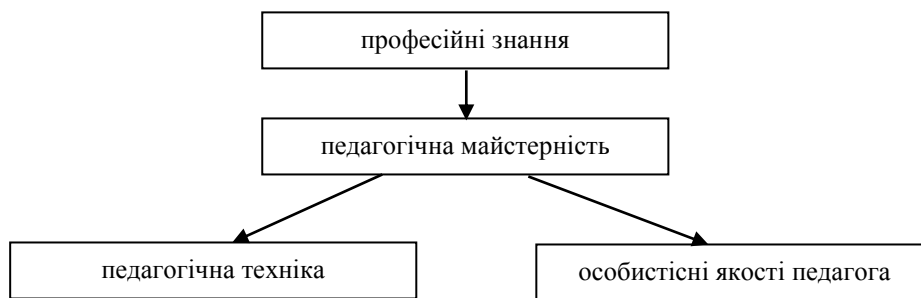 професійні знання
педагогічна майстерність
педагогічна техніка
особистісні якості педагога